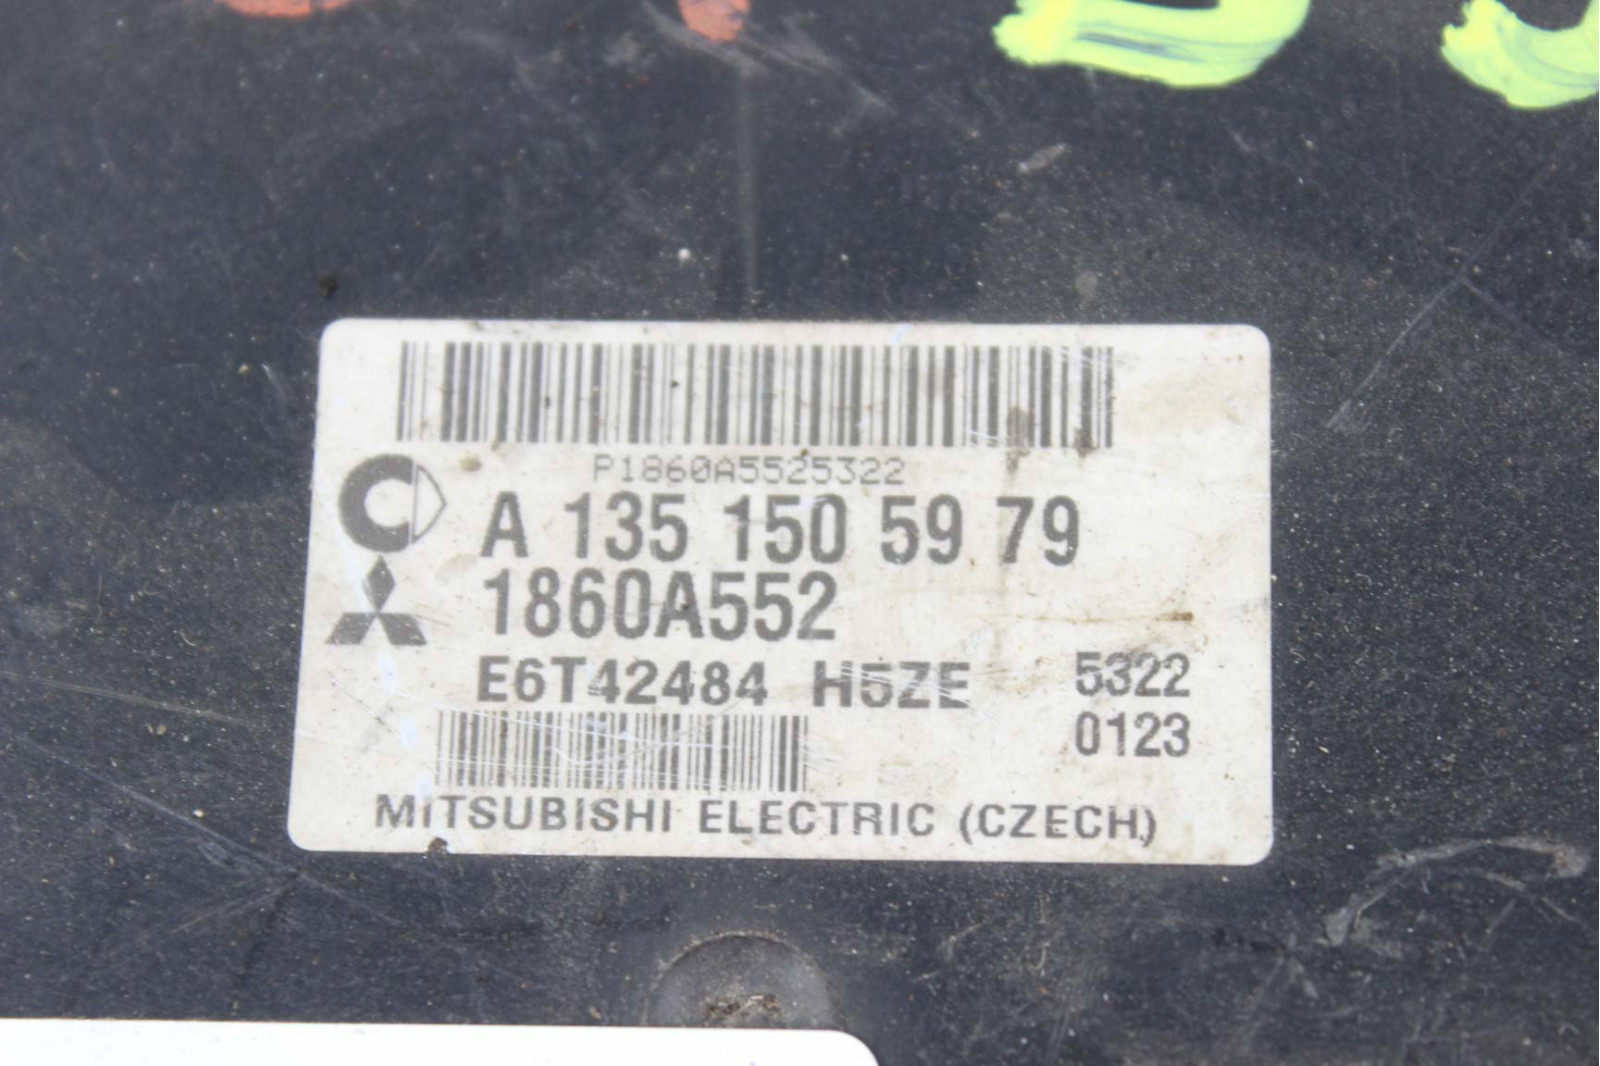 P1860A5525322
A 135 150 59 79
1860A552
E6T42484 H5ZE 5322
0123
MITSUBISHI ELECTRIC (CZECH)